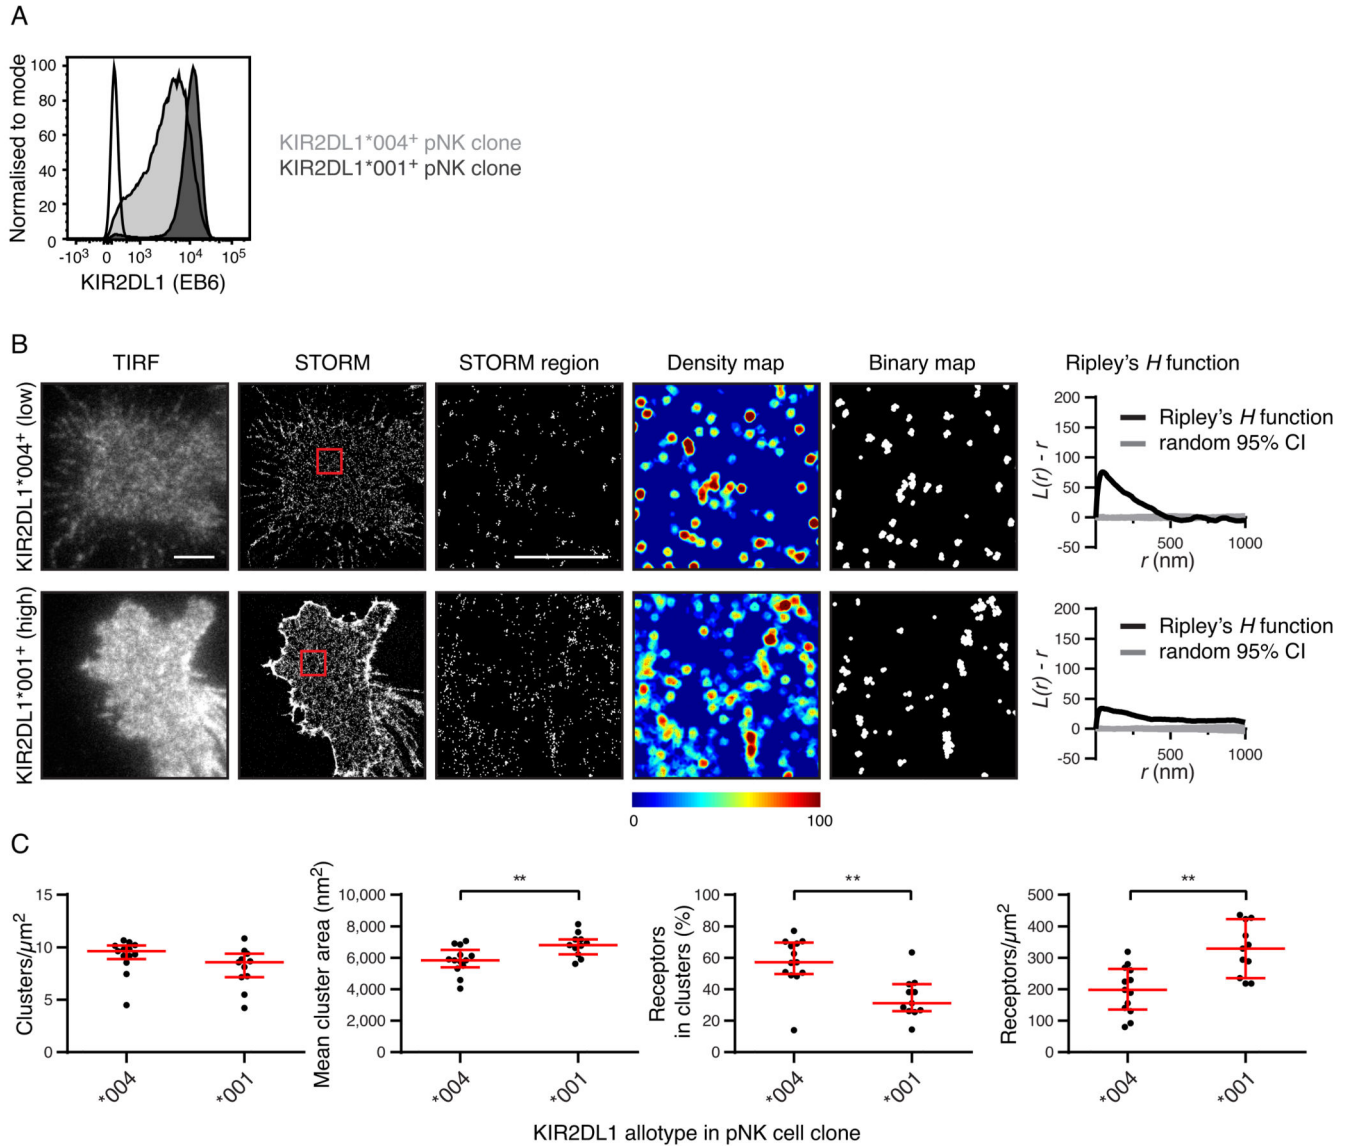 A
Normalised to mode
100
80
60
40
20
0
-10³ 0 10³ 10⁴ 10⁵
KIR2DL1 (EB6)
KIR2DL1*004⁺ pNK clone
KIR2DL1*001⁺ pNK clone
B
TIRF STORM STORM region Density map Binary map Ripley's H function
KIR2DL1*004⁺ (low)
200
150
100
50
0
-50
L(r) - r
Ripley's H function
random 95% CI
500 1000
r (nm)
KIR2DL1*001⁺ (high)
200
150
100
50
0
-50
L(r) - r
Ripley's H function
random 95% CI
500 1000
r (nm)
0 100
C
Clusters/µm²
15
10
5
0
*004 *001
Mean cluster area (nm²)
10,000
8,000
6,000
4,000
2,000
0
**
*004 *001
Receptors
in clusters (%)
100
80
60
40
20
0
**
*004 *001
Receptors/µm²
500
400
300
200
100
0
**
*004 *001
KIR2DL1 allotype in pNK cell clone